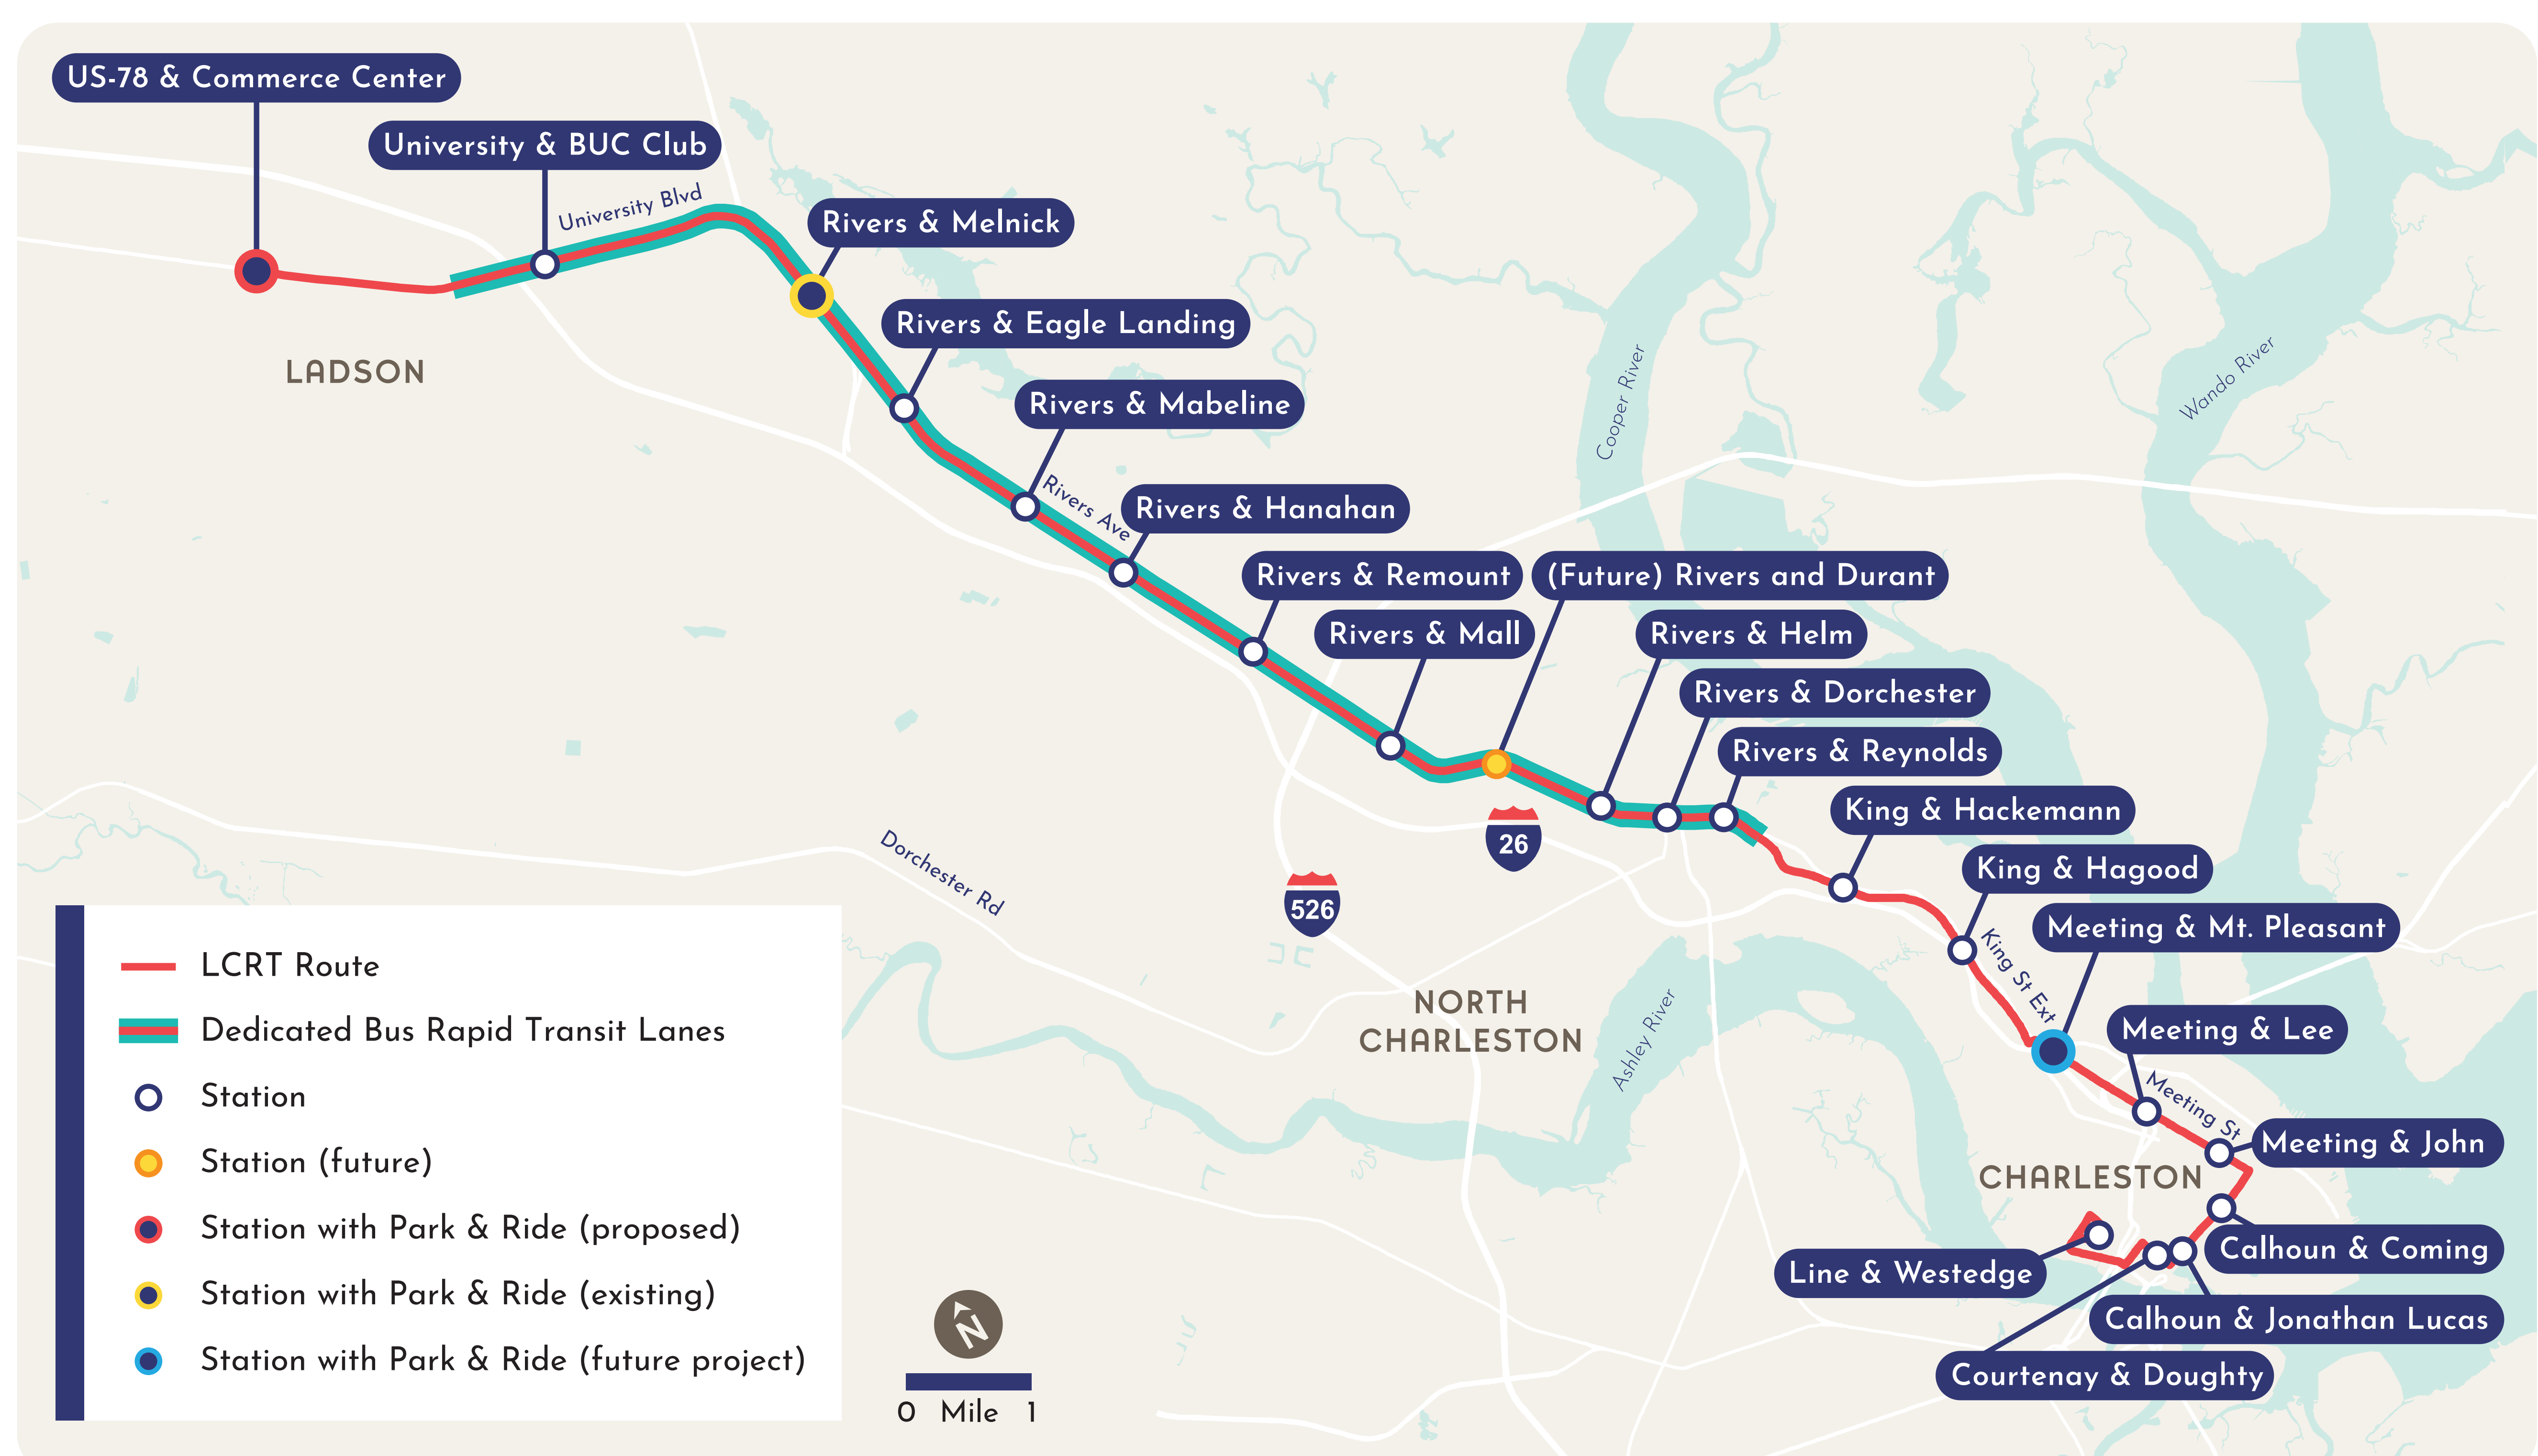 US-78 & Commerce Center
University & BUC Club
University Blvd
Rivers & Melnick
Rivers & Eagle Landing
LADSON
Rivers & Mabeline
Rivers Ave
Rivers & Hanahan
Rivers & Remount
(Future) Rivers and Durant
Rivers & Mall
Rivers & Helm
Rivers & Dorchester
Rivers & Reynolds
Cooper River
Wando River
King & Hackemann
King & Hagood
Meeting & Mt. Pleasant
King St Ext
Meeting & Lee
Meeting St
Meeting & John
CHARLESTON
Calhoun & Coming
Line & Westedge
Calhoun & Jonathan Lucas
Courtenay & Doughty
26
526
Dorchester Rd
NORTH
CHARLESTON
Ashley River
LCRT Route
Dedicated Bus Rapid Transit Lanes
Station
Station (future)
Station with Park & Ride (proposed)
Station with Park & Ride (existing)
Station with Park & Ride (future project)
N
0 Mile 1